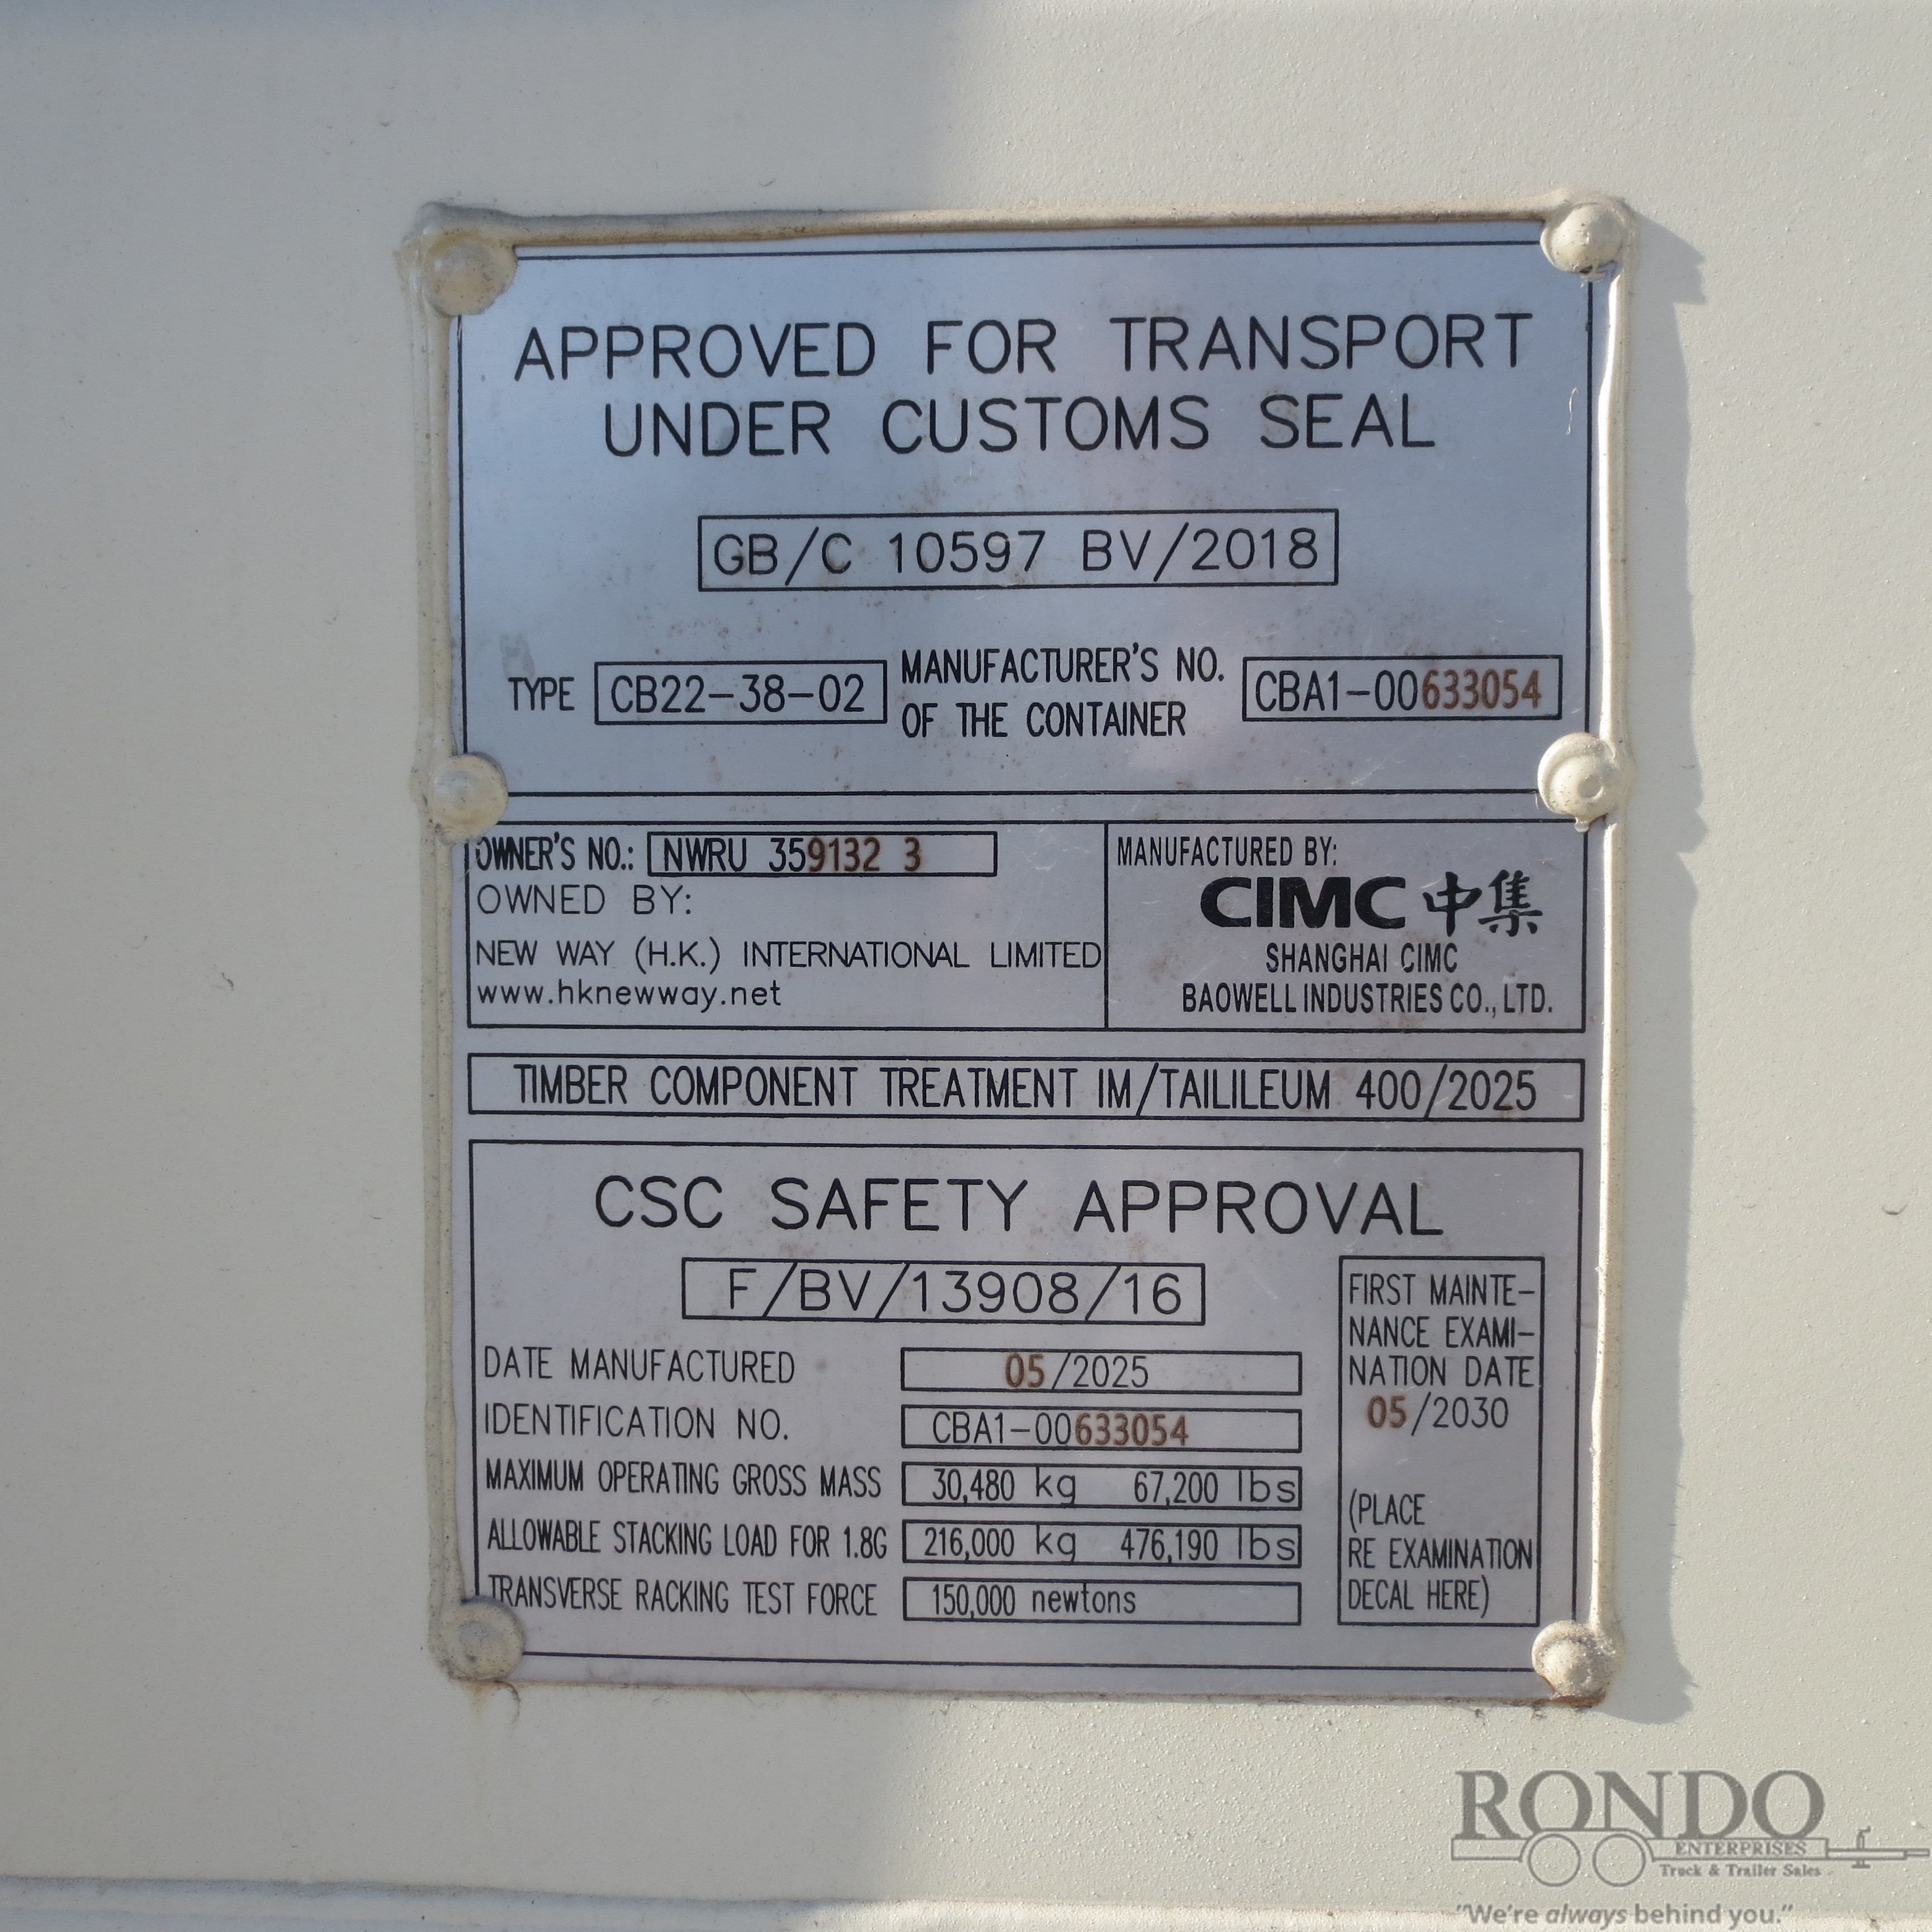 APPROVED FOR TRANSPORT
UNDER CUSTOMS SEAL
GB/C 10597 BV/2018
TYPE CB22-38-02 MANUFACTURER'S NO. OF THE CONTAINER CBA1-00633054
OWNER'S NO.: NWRU 359132 3
OWNED BY:
NEW WAY (H.K.) INTERNATIONAL LIMITED
www.hknewway.net
MANUFACTURED BY:
CIMC 中集
SHANGHAI CIMC
BAOWELL INDUSTRIES CO., LTD.
TIMBER COMPONENT TREATMENT IM/TAILILEUM 400/2025
CSC SAFETY APPROVAL
F/BV/13908/16
DATE MANUFACTURED 05/2025
IDENTIFICATION NO. CBA1-00633054
MAXIMUM OPERATING GROSS MASS 30,480 kg 67,200 lbs
ALLOWABLE STACKING LOAD FOR 1.8G 216,000 kg 476,190 lbs
TRANSVERSE RACKING TEST FORCE 150,000 newtons
FIRST MAINTE-
NANCE EXAMI-
NATION DATE
05/2030
(PLACE
RE EXAMINATION
DECAL HERE)
RONDO
ENTERPRISES
Truck & Trailer Sales
"We're always behind you."